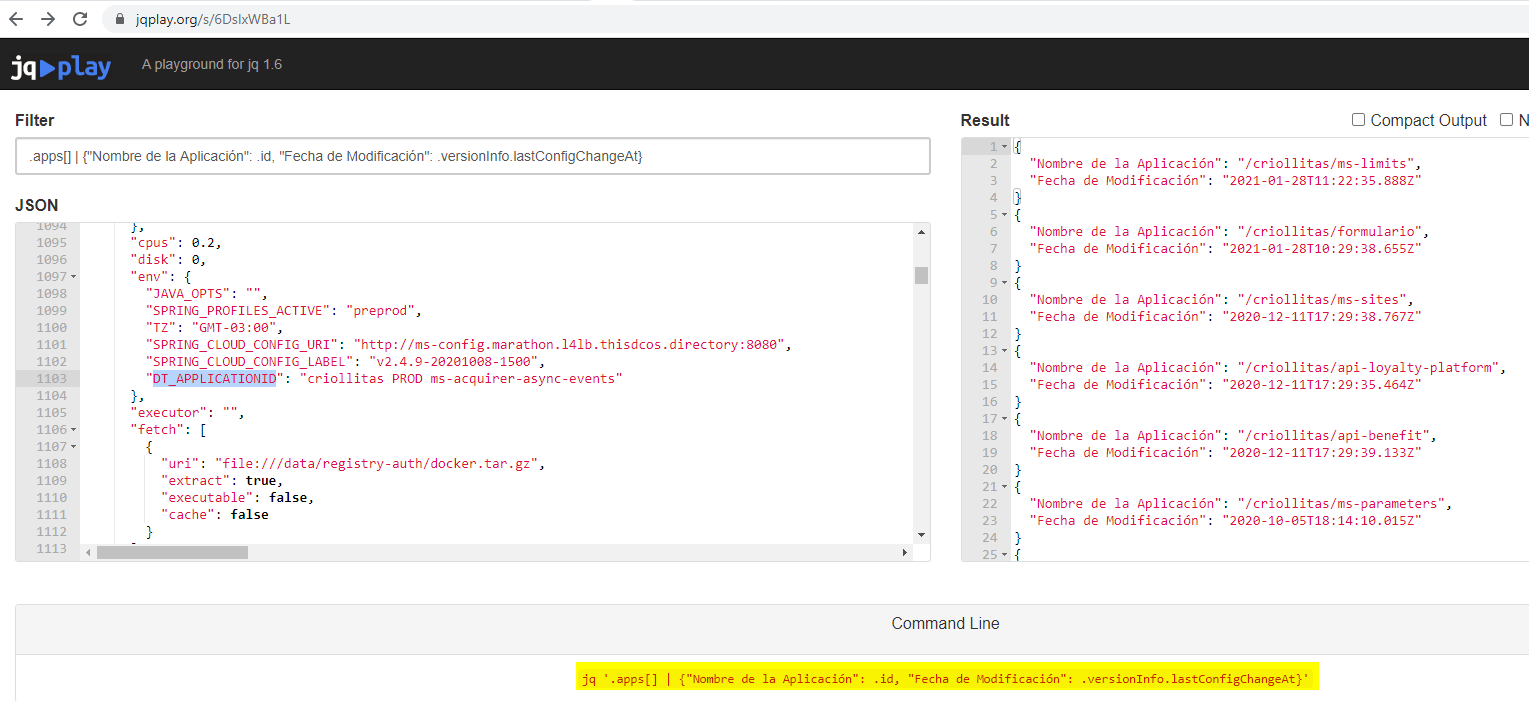 jqplay.org/s/6DsIxWBa1L
jq play A playground for jq 1.6
Filter
.apps[] | {"Nombre de la Aplicación": .id, "Fecha de Modificación": .versionInfo.lastConfigChangeAt}
JSON
1094 },
1095 "cpus": 0.2,
1096 "disk": 0,
1097 "env": {
1098 "JAVA_OPTS": "",
1099 "SPRING_PROFILES_ACTIVE": "preprod",
1100 "TZ": "GMT-03:00",
1101 "SPRING_CLOUD_CONFIG_URI": "http://ms-config.marathon.l4lb.thisdcos.directory:8080",
1102 "SPRING_CLOUD_CONFIG_LABEL": "v2.4.9-20201008-1500",
1103 "DT_APPLICATIONID": "criollitas PROD ms-acquirer-async-events"
1104 },
1105 "executor": "",
1106 "fetch": [
1107 {
1108 "uri": "file:///data/registry-auth/docker.tar.gz",
1109 "extract": true,
1110 "executable": false,
1111 "cache": false
1112 }
1113
Result
Compact Output
N
1 {
2 "Nombre de la Aplicación": "/criollitas/ms-limits",
3 "Fecha de Modificación": "2021-01-28T11:22:35.888Z"
4 }
5 {
6 "Nombre de la Aplicación": "/criollitas/formulario",
7 "Fecha de Modificación": "2021-01-28T10:29:38.655Z"
8 }
9 {
10 "Nombre de la Aplicación": "/criollitas/ms-sites",
11 "Fecha de Modificación": "2020-12-11T17:29:38.767Z"
12 }
13 {
14 "Nombre de la Aplicación": "/criollitas/api-loyalty-platform",
15 "Fecha de Modificación": "2020-12-11T17:29:35.464Z"
16 }
17 {
18 "Nombre de la Aplicación": "/criollitas/api-benefit",
19 "Fecha de Modificación": "2020-12-11T17:29:39.133Z"
20 }
21 {
22 "Nombre de la Aplicación": "/criollitas/ms-parameters",
23 "Fecha de Modificación": "2020-10-05T18:14:10.015Z"
24 }
25 {
Command Line
jq '.apps[] | {"Nombre de la Aplicación": .id, "Fecha de Modificación": .versionInfo.lastConfigChangeAt}'